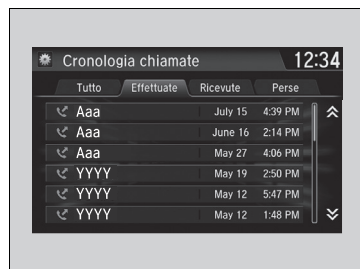 Cronologia chiamate 12:34
Tutto Effettuate Ricevute Perse
Aaa July 15 4:39 PM
Aaa June 16 2:14 PM
Aaa May 27 4:06 PM
YYYY May 19 2:50 PM
YYYY May 12 5:47 PM
YYYY May 12 1:48 PM